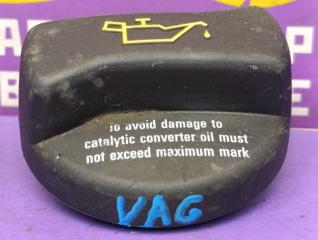 To avoid damage to
catalytic converter oil must
not exceed maximum mark
VAG